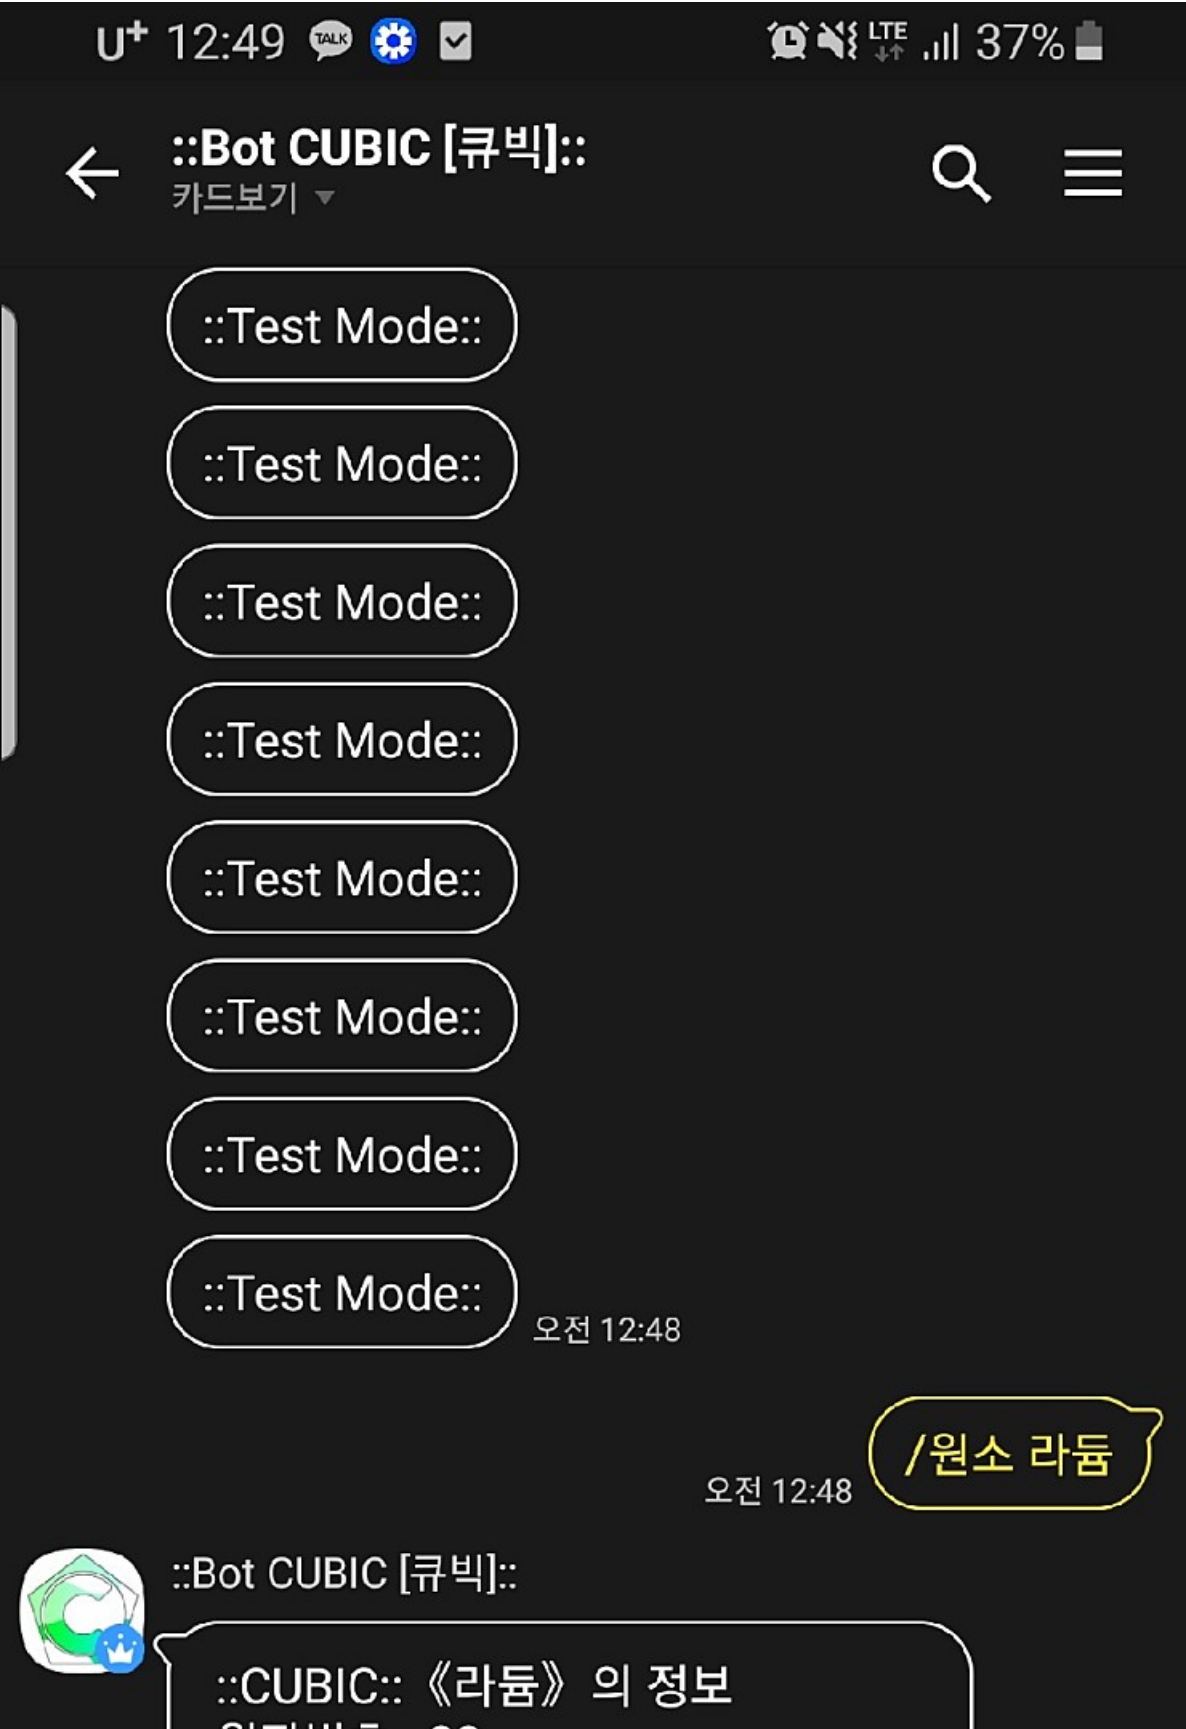 U+ 12:49 TALK LTE 37%
::Bot CUBIC [큐빅]::
카드보기
::Test Mode::
::Test Mode::
::Test Mode::
::Test Mode::
::Test Mode::
::Test Mode::
::Test Mode::
::Test Mode::
오전 12:48
/원소 라듐
오전 12:48
::Bot CUBIC [큐빅]::
::CUBIC:: 《라듐》의 정보